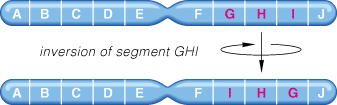 A B C D E F G H I J
inversion of segment GHI
A B C D E F I H G J